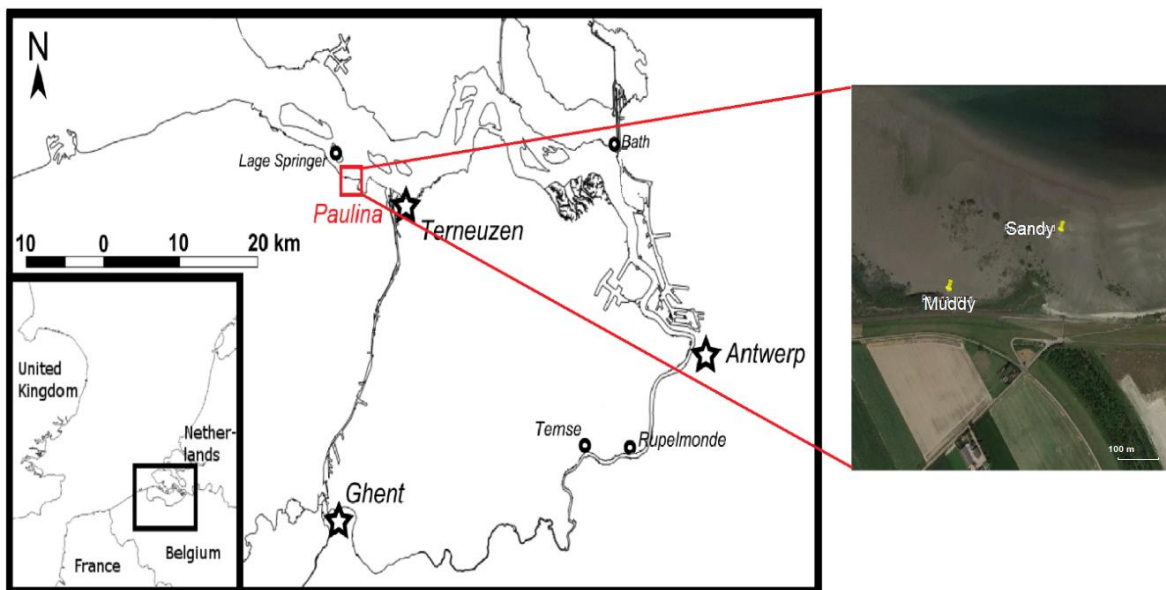 N
Lage Springer
Bath
Paulina
Terneuzen
10 0 10 20 km
Antwerp
Temse
Rupelmonde
Ghent
United
Kingdom
Nether-
lands
Belgium
France
Sandy
Muddy
100 m